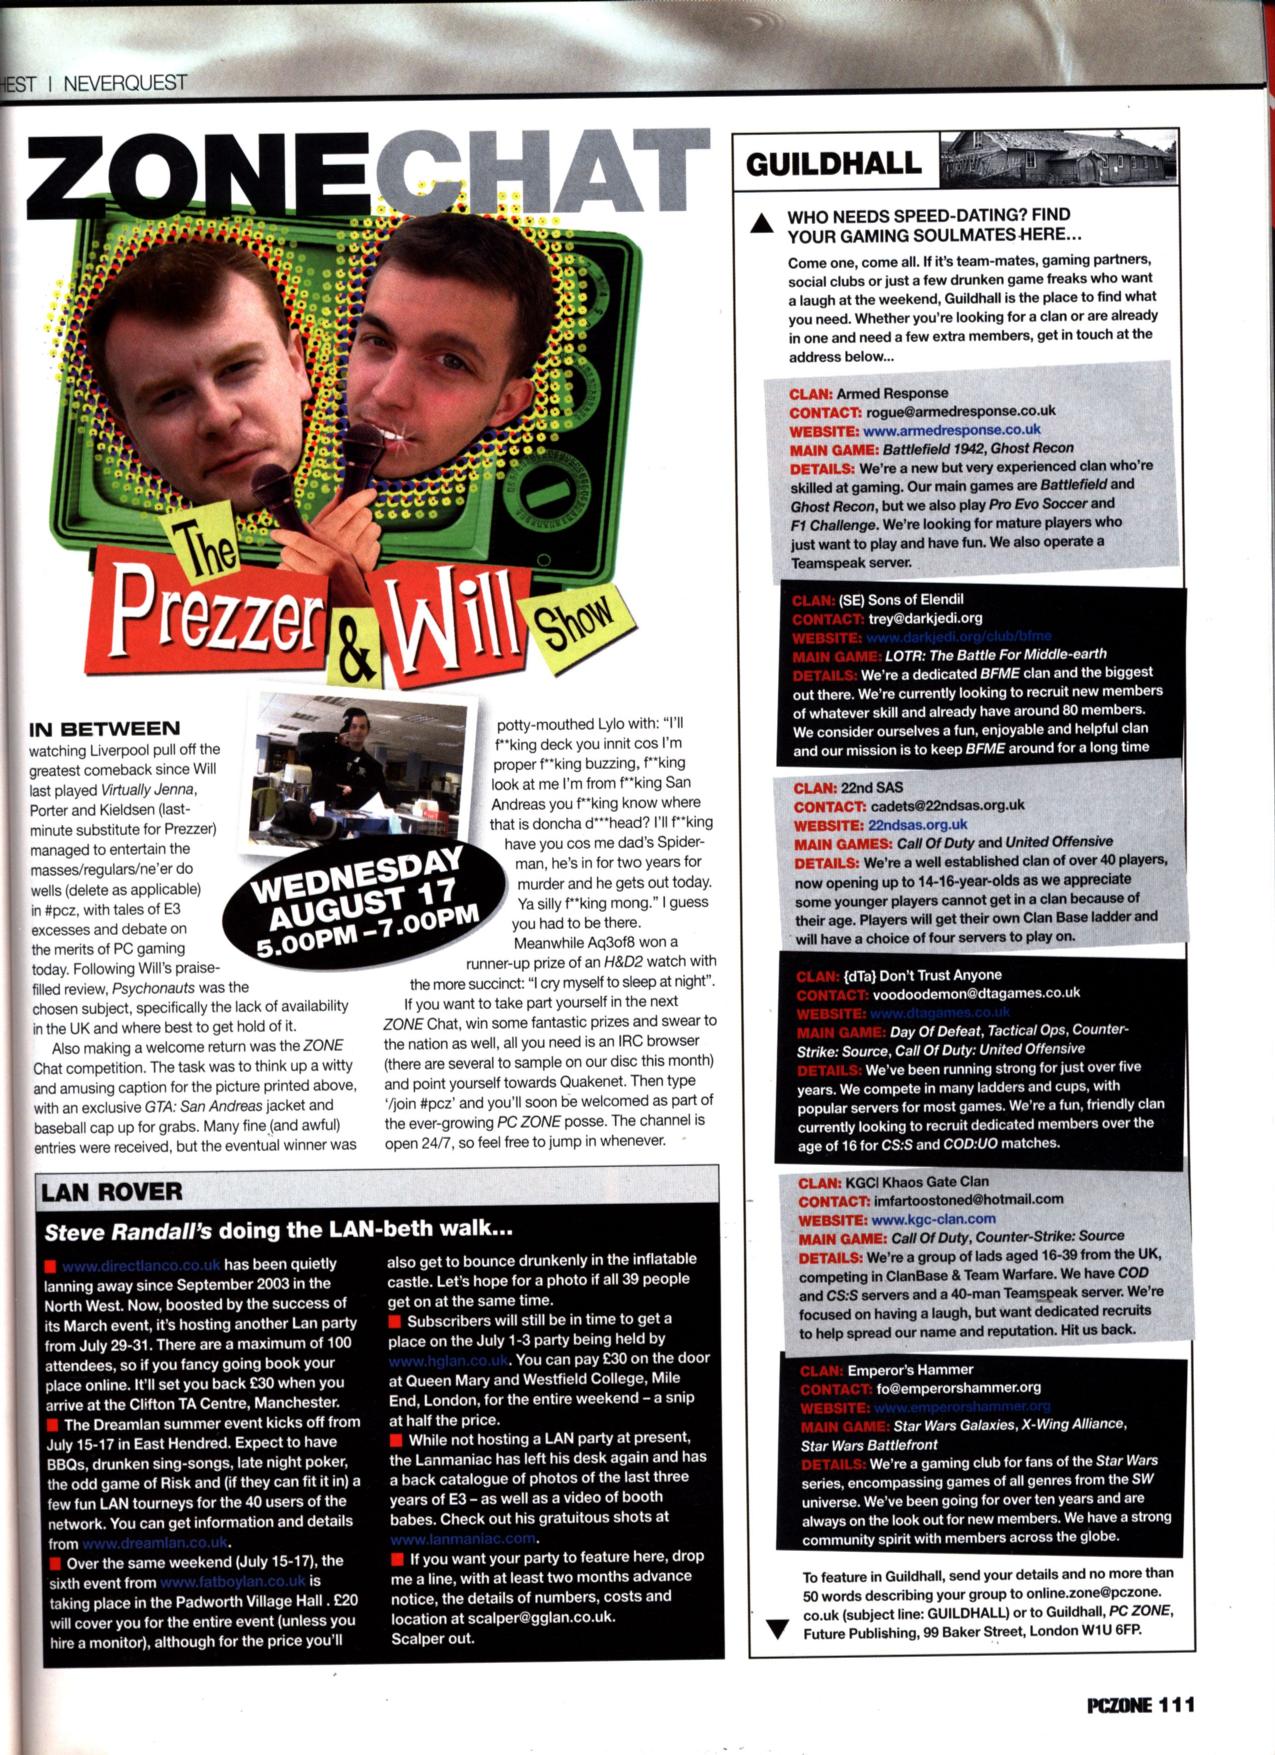 HEST | NEVERQUEST
ZONECHAT
The
Prezzer
& Will
Show
IN BETWEEN
watching Liverpool pull off the
greatest comeback since Will
last played Virtually Jenna,
Porter and Kieldsen (last-
minute substitute for Prezzer)
managed to entertain the
masses/regulars/ne'er do
wells (delete as applicable)
in #pcz, with tales of E3
excesses and debate on
the merits of PC gaming
today. Following Will's praise-
filled review, Psychonauts was the
chosen subject, specifically the lack of availability
in the UK and where best to get hold of it.
Also making a welcome return was the ZONE
Chat competition. The task was to think up a witty
and amusing caption for the picture printed above,
with an exclusive GTA: San Andreas jacket and
baseball cap up for grabs. Many fine (and awful)
entries were received, but the eventual winner was
WEDNESDAY
AUGUST 17
5.00PM –7.00PM
potty-mouthed Lylo with: "I'll
f**king deck you innit cos I'm
proper f**king buzzing, f**king
look at me I'm from f**king San
Andreas you f**king know where
that is doncha d***head? I'll f**king
have you cos me dad's Spider-
man, he's in for two years for
murder and he gets out today.
Ya silly f**king mong." I guess
you had to be there.
Meanwhile Aq3of8 won a
runner-up prize of an H&D2 watch with
the more succinct: "I cry myself to sleep at night".
If you want to take part yourself in the next
ZONE Chat, win some fantastic prizes and swear to
the nation as well, all you need is an IRC browser
(there are several to sample on our disc this month)
and point yourself towards Quakenet. Then type
'/join #pcz' and you'll soon be welcomed as part of
the ever-growing PC ZONE posse. The channel is
open 24/7, so feel free to jump in whenever.
LAN ROVER
Steve Randall's doing the LAN-beth walk...
www.directlanco.co.uk has been quietly
lanning away since September 2003 in the
North West. Now, boosted by the success of
its March event, it's hosting another Lan party
from July 29-31. There are a maximum of 100
attendees, so if you fancy going book your
place online. It'll set you back £30 when you
arrive at the Clifton TA Centre, Manchester.
The Dreamlan summer event kicks off from
July 15-17 in East Hendred. Expect to have
BBQs, drunken sing-songs, late night poker,
the odd game of Risk and (if they can fit it in) a
few fun LAN tourneys for the 40 users of the
network. You can get information and details
from www.dreamlan.co.uk.
Over the same weekend (July 15-17), the
sixth event from www.fatboylan.co.uk is
taking place in the Padworth Village Hall . £20
will cover you for the entire event (unless you
hire a monitor), although for the price you'll
also get to bounce drunkenly in the inflatable
castle. Let's hope for a photo if all 39 people
get on at the same time.
Subscribers will still be in time to get a
place on the July 1-3 party being held by
www.hglan.co.uk. You can pay £30 on the door
at Queen Mary and Westfield College, Mile
End, London, for the entire weekend – a snip
at half the price.
While not hosting a LAN party at present,
the Lanmaniac has left his desk again and has
a back catalogue of photos of the last three
years of E3 – as well as a video of booth
babes. Check out his gratuitous shots at
www.lanmaniac.com.
If you want your party to feature here, drop
me a line, with at least two months advance
notice, the details of numbers, costs and
location at scalper@gglan.co.uk.
Scalper out.
GUILDHALL
WHO NEEDS SPEED-DATING? FIND
YOUR GAMING SOULMATES HERE...
Come one, come all. If it's team-mates, gaming partners,
social clubs or just a few drunken game freaks who want
a laugh at the weekend, Guildhall is the place to find what
you need. Whether you're looking for a clan or are already
in one and need a few extra members, get in touch at the
address below...
CLAN: Armed Response
CONTACT: rogue@armedresponse.co.uk
WEBSITE: www.armedresponse.co.uk
MAIN GAME: Battlefield 1942, Ghost Recon
DETAILS: We're a new but very experienced clan who're
skilled at gaming. Our main games are Battlefield and
Ghost Recon, but we also play Pro Evo Soccer and
F1 Challenge. We're looking for mature players who
just want to play and have fun. We also operate a
Teamspeak server.
CLAN: (SE) Sons of Elendil
CONTACT: trey@darkjedi.org
WEBSITE: www.darkjedi.org/club/bfme
MAIN GAME: LOTR: The Battle For Middle-earth
DETAILS: We're a dedicated BFME clan and the biggest
out there. We're currently looking to recruit new members
of whatever skill and already have around 80 members.
We consider ourselves a fun, enjoyable and helpful clan
and our mission is to keep BFME around for a long time
CLAN: 22nd SAS
CONTACT: cadets@22ndsas.org.uk
WEBSITE: 22ndsas.org.uk
MAIN GAMES: Call Of Duty and United Offensive
DETAILS: We're a well established clan of over 40 players,
now opening up to 14-16-year-olds as we appreciate
some younger players cannot get in a clan because of
their age. Players will get their own Clan Base ladder and
will have a choice of four servers to play on.
CLAN: {dTa} Don't Trust Anyone
CONTACT: voodoodemon@dtagames.co.uk
WEBSITE: www.dtagames.co.uk
MAIN GAME: Day Of Defeat, Tactical Ops, Counter-
Strike: Source, Call Of Duty: United Offensive
DETAILS: We've been running strong for just over five
years. We compete in many ladders and cups, with
popular servers for most games. We're a fun, friendly clan
currently looking to recruit dedicated members over the
age of 16 for CS:S and COD:UO matches.
CLAN: KGC| Khaos Gate Clan
CONTACT: imfartoostoned@hotmail.com
WEBSITE: www.kgc-clan.com
MAIN GAME: Call Of Duty, Counter-Strike: Source
DETAILS: We're a group of lads aged 16-39 from the UK,
competing in ClanBase & Team Warfare. We have COD
and CS:S servers and a 40-man Teamspeak server. We're
focused on having a laugh, but want dedicated recruits
to help spread our name and reputation. Hit us back.
CLAN: Emperor's Hammer
CONTACT: fo@emperorshammer.org
WEBSITE: www.emperorshammer.org
MAIN GAME: Star Wars Galaxies, X-Wing Alliance,
Star Wars Battlefront
DETAILS: We're a gaming club for fans of the Star Wars
series, encompassing games of all genres from the SW
universe. We've been going for over ten years and are
always on the look out for new members. We have a strong
community spirit with members across the globe.
To feature in Guildhall, send your details and no more than
50 words describing your group to online.zone@pczone.
co.uk (subject line: GUILDHALL) or to Guildhall, PC ZONE,
Future Publishing, 99 Baker Street, London W1U 6FP.
PCZONE 111